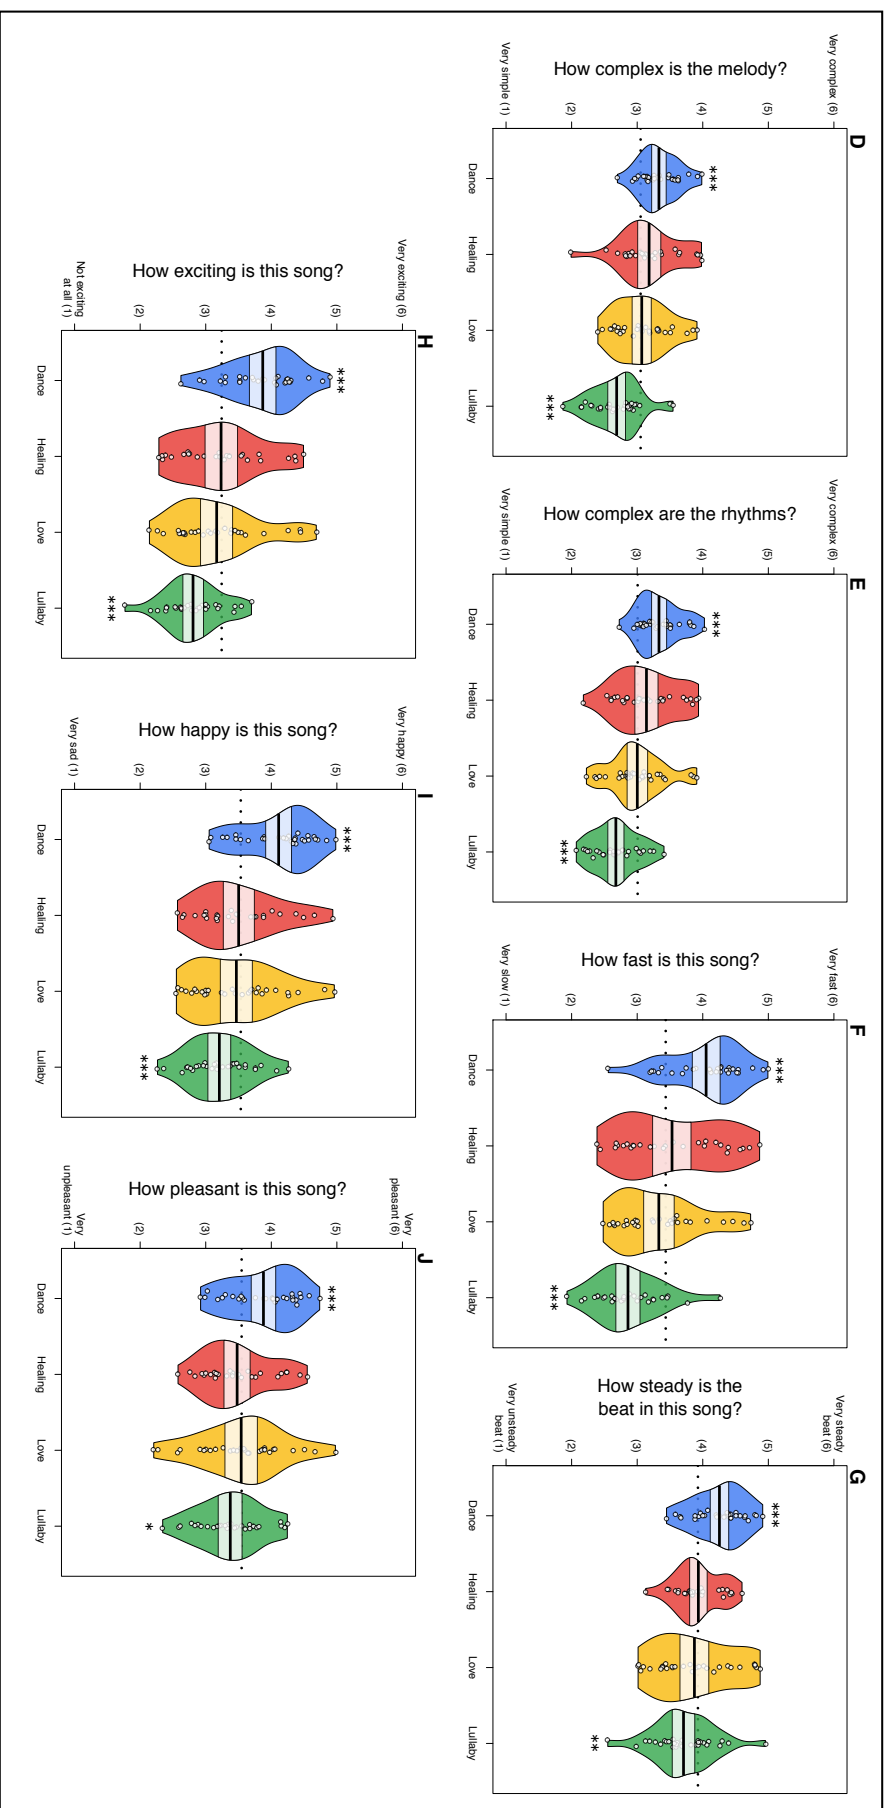 D
How complex is the melody?
Very complex (6)
(5)
(4)
(3)
(2)
Very simple (1)
***
***
Dance
Healing
Love
Lullaby
E
How complex are the rhythms?
Very complex (6)
(5)
(4)
(3)
(2)
Very simple (1)
***
***
Dance
Healing
Love
Lullaby
F
How fast is this song?
Very fast (6)
(5)
(4)
(3)
(2)
Very slow (1)
***
***
Dance
Healing
Love
Lullaby
G
How steady is the
beat in this song?
Very steady
beat (6)
(5)
(4)
(3)
(2)
Very unsteady
beat (1)
***
**
Dance
Healing
Love
Lullaby
H
How exciting is this song?
Very exciting (6)
(5)
(4)
(3)
(2)
Not exciting
at all (1)
***
***
Dance
Healing
Love
Lullaby
I
How happy is this song?
Very happy (6)
(5)
(4)
(3)
(2)
Very sad (1)
***
***
Dance
Healing
Love
Lullaby
J
How pleasant is this song?
Very
pleasant (6)
(5)
(4)
(3)
(2)
Very
unpleasant (1)
***
*
Dance
Healing
Love
Lullaby